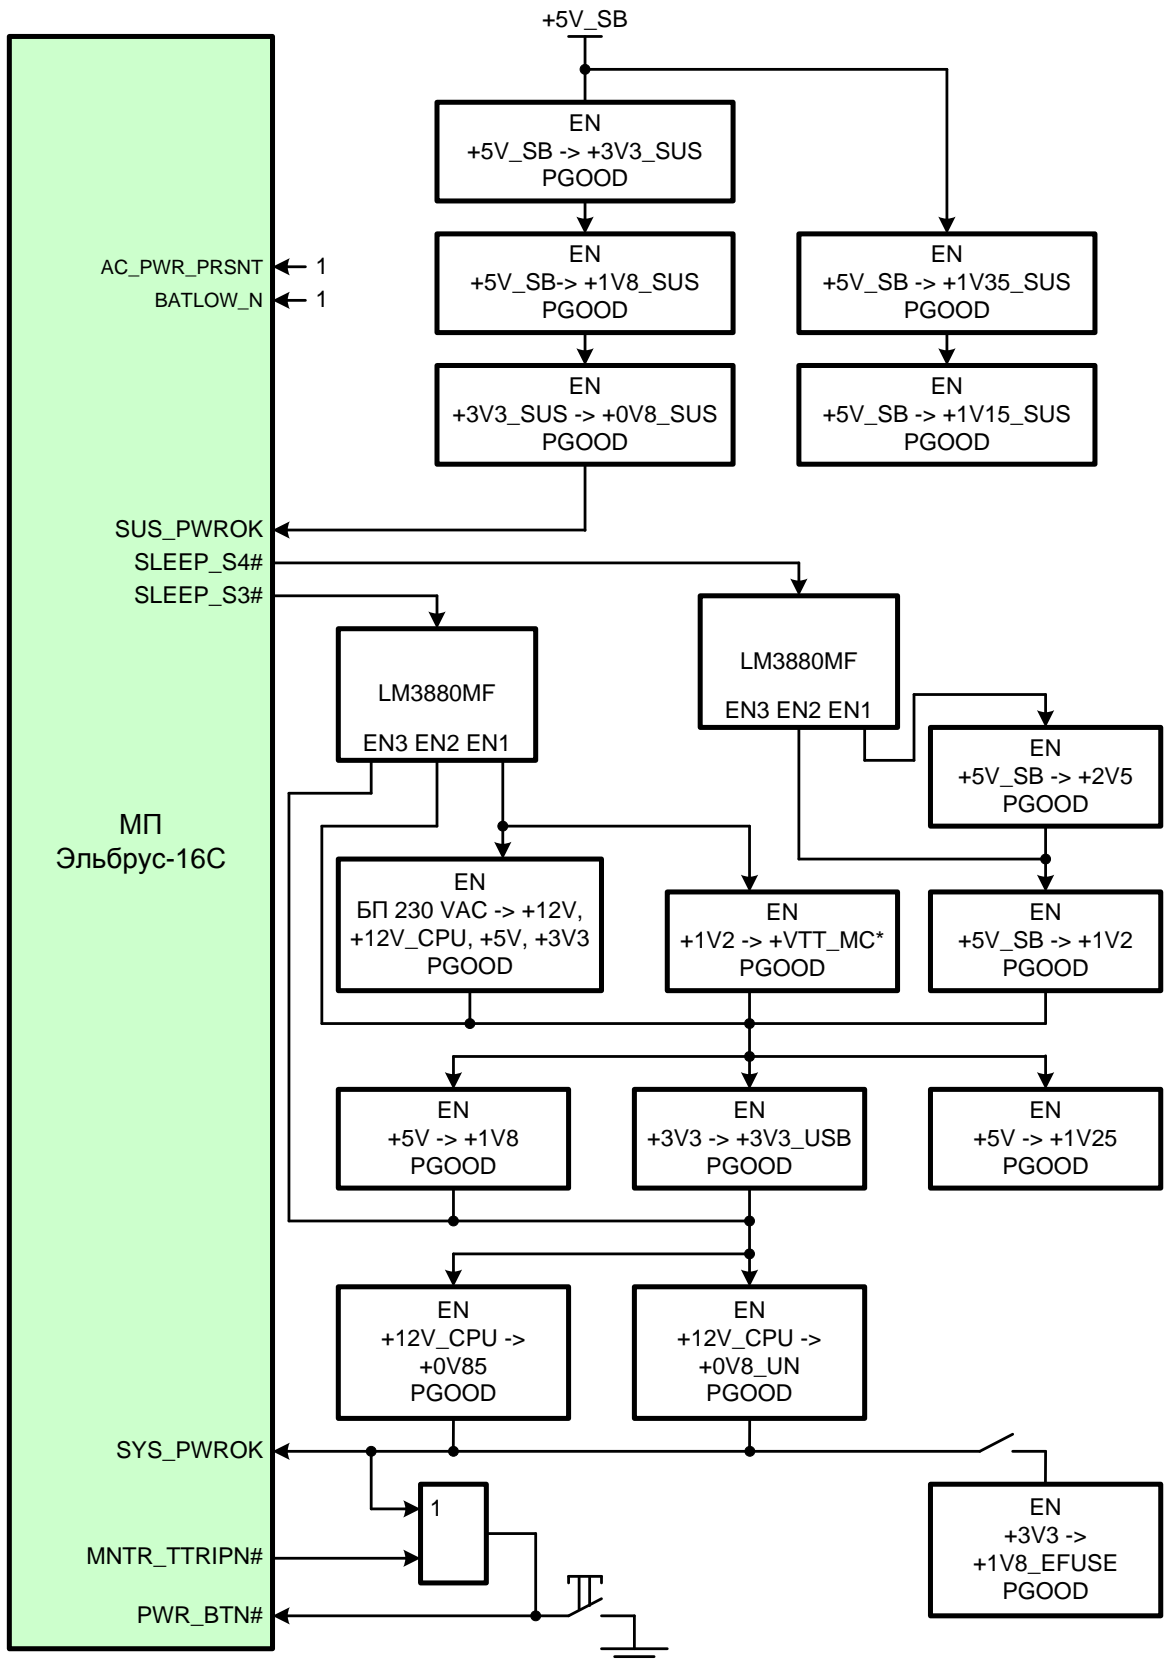 +5V_SB
EN
+5V_SB -> +3V3_SUS
PGOOD
AC_PWR_PRSNT
1
BATLOW_N
1
EN
+5V_SB-> +1V8_SUS
PGOOD
EN
+5V_SB -> +1V35_SUS
PGOOD
EN
+3V3_SUS -> +0V8_SUS
PGOOD
EN
+5V_SB -> +1V15_SUS
PGOOD
SUS_PWROK
SLEEP_S4#
SLEEP_S3#
LM3880MF
EN3 EN2 EN1
LM3880MF
EN3 EN2 EN1
EN
+5V_SB -> +2V5
PGOOD
МП
Эльбрус-16С
EN
БП 230 VAC -> +12V,
+12V_CPU, +5V, +3V3
PGOOD
EN
+1V2 -> +VTT_MC*
PGOOD
EN
+5V_SB -> +1V2
PGOOD
EN
+5V -> +1V8
PGOOD
EN
+3V3 -> +3V3_USB
PGOOD
EN
+5V -> +1V25
PGOOD
EN
+12V_CPU ->
+0V85
PGOOD
EN
+12V_CPU ->
+0V8_UN
PGOOD
SYS_PWROK
1
MNTR_TTRIPN#
PWR_BTN#
EN
+3V3 ->
+1V8_EFUSE
PGOOD